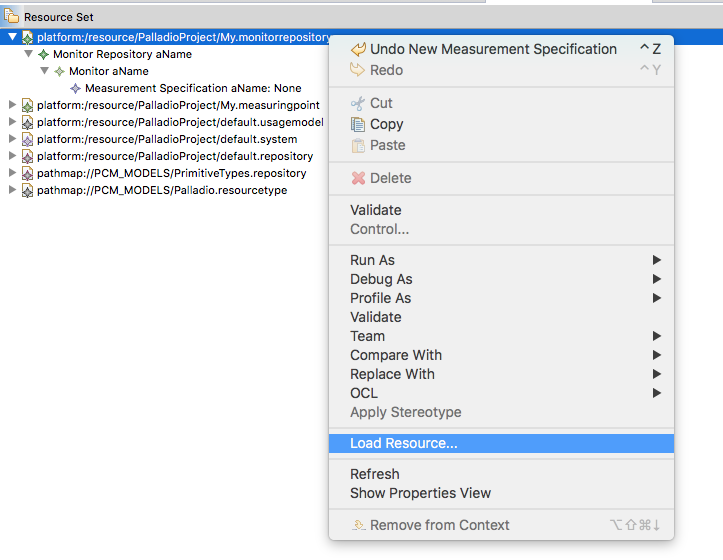 Resource Set
platform:/resource/PalladioProject/My.monitorrepository
Monitor Repository aName
Monitor aName
Measurement Specification aName: None
platform:/resource/PalladioProject/My.measuringpoint
platform:/resource/PalladioProject/default.usagemodel
platform:/resource/PalladioProject/default.system
platform:/resource/PalladioProject/default.repository
pathmap://PCM_MODELS/PrimitiveTypes.repository
pathmap://PCM_MODELS/Palladio.resourcetype
Undo New Measurement Specification ^Z
Redo ^Y
Cut
Copy
Paste
Delete
Validate
Control...
Run As
Debug As
Profile As
Validate
Team
Compare With
Replace With
OCL
Apply Stereotype
Load Resource...
Refresh
Show Properties View
Remove from Context ⌥⇧⌘↓